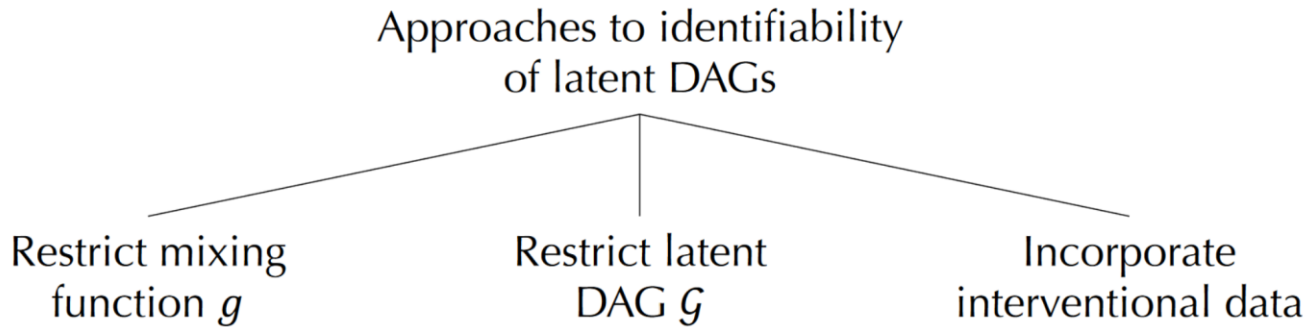 Approaches to identifiability
of latent DAGs
Restrict mixing
function g
Restrict latent
DAG 𝒢
Incorporate
interventional data